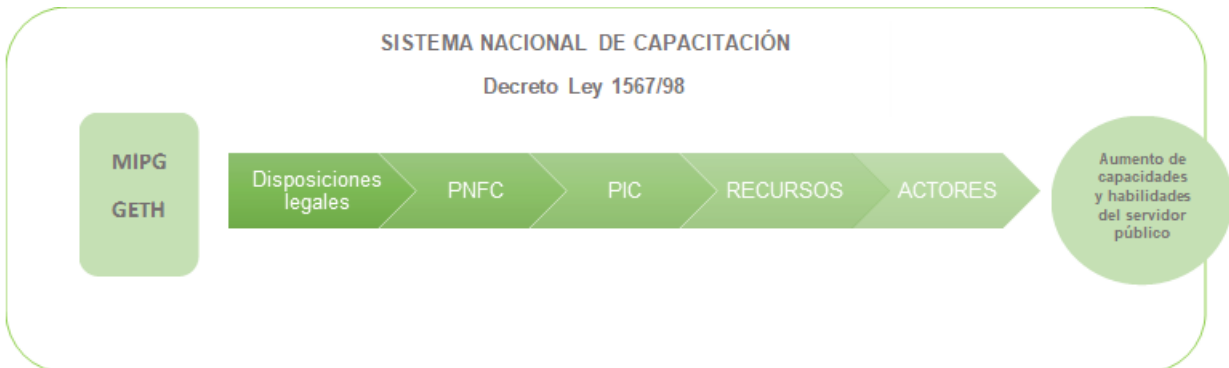 SISTEMA NACIONAL DE CAPACITACIÓN
Decreto Ley 1567/98
MIPG
GETH
Disposiciones
legales
PNFC
PIC
RECURSOS
ACTORES
Aumento de
capacidades
y habilidades
del servidor
público